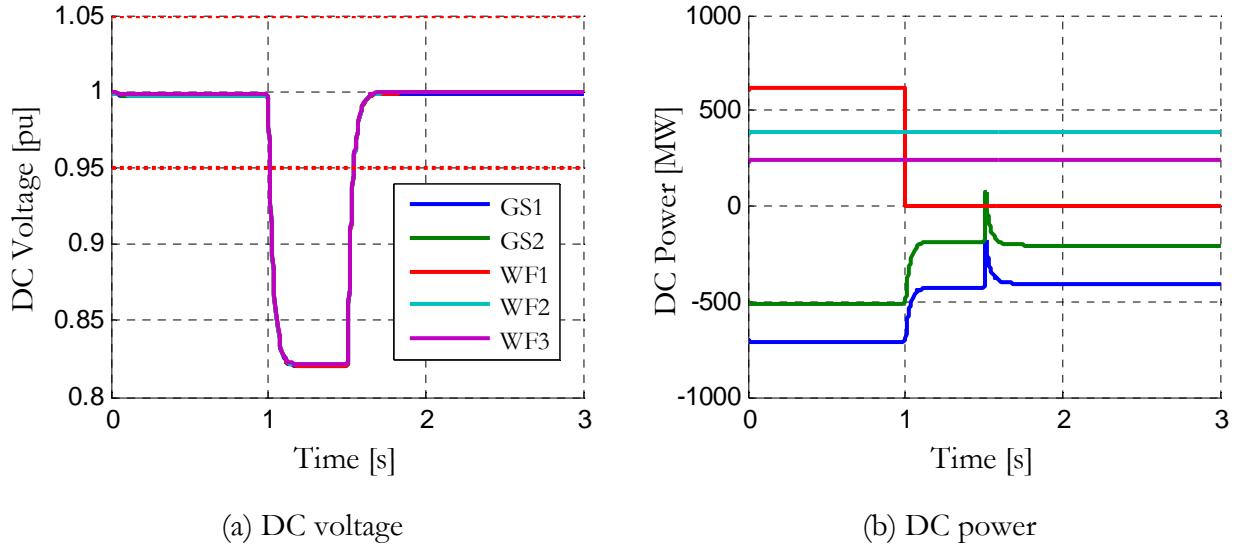 1.05
1
0.95
0.9
0.85
0.8
DC Voltage [pu]
0
1
2
3
Time [s]
GS1
GS2
WF1
WF2
WF3
(a) DC voltage
1000
500
0
-500
-1000
DC Power [MW]
0
1
2
3
Time [s]
(b) DC power